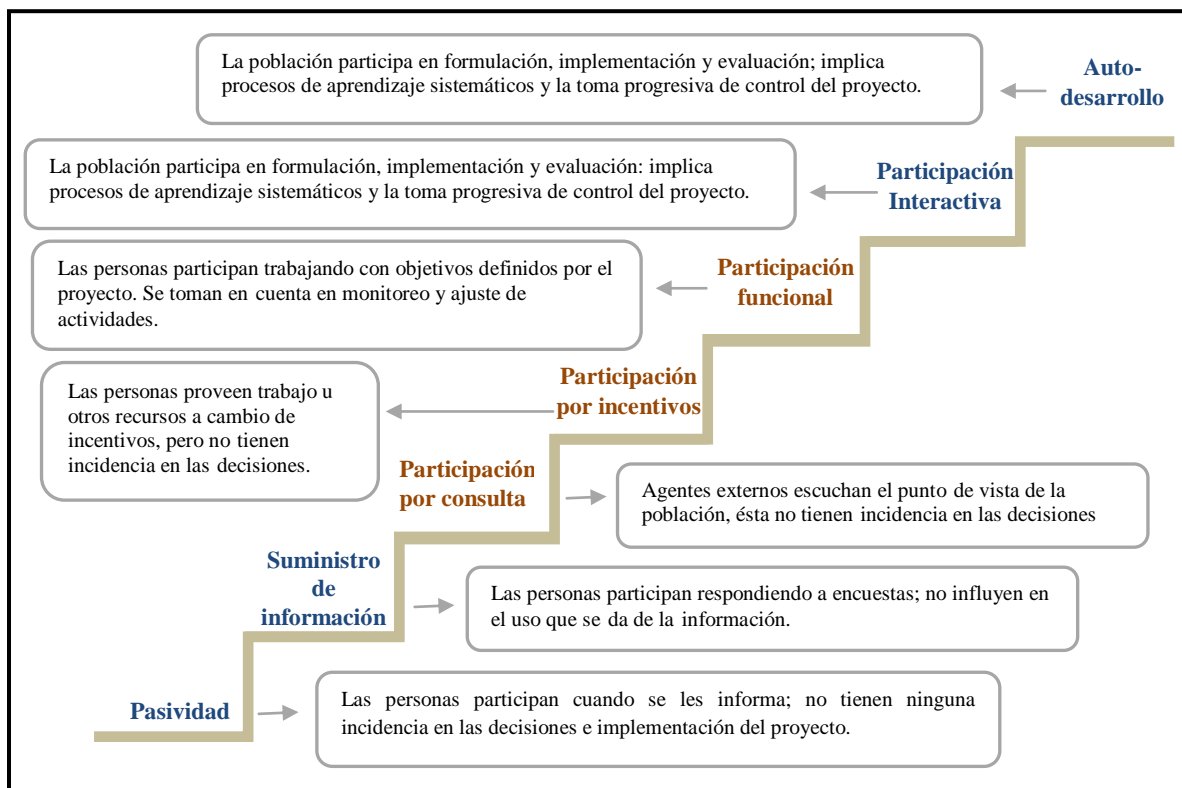 La población participa en formulación, implementación y evaluación; implica
procesos de aprendizaje sistemáticos y la toma progresiva de control del proyecto.
Auto-
desarrollo
La población participa en formulación, implementación y evaluación: implica
procesos de aprendizaje sistemáticos y la toma progresiva de control del proyecto.
Participación
Interactiva
Las personas participan trabajando con objetivos definidos por el
proyecto. Se toman en cuenta en monitoreo y ajuste de
actividades.
Participación
funcional
Las personas proveen trabajo u
otros recursos a cambio de
incentivos, pero no tienen
incidencia en las decisiones.
Participación
por incentivos
Participación
por consulta
Agentes externos escuchan el punto de vista de la
población, ésta no tienen incidencia en las decisiones
Suministro
de
información
Las personas participan respondiendo a encuestas; no influyen en
el uso que se da de la información.
Pasividad
Las personas participan cuando se les informa; no tienen ninguna
incidencia en las decisiones e implementación del proyecto.